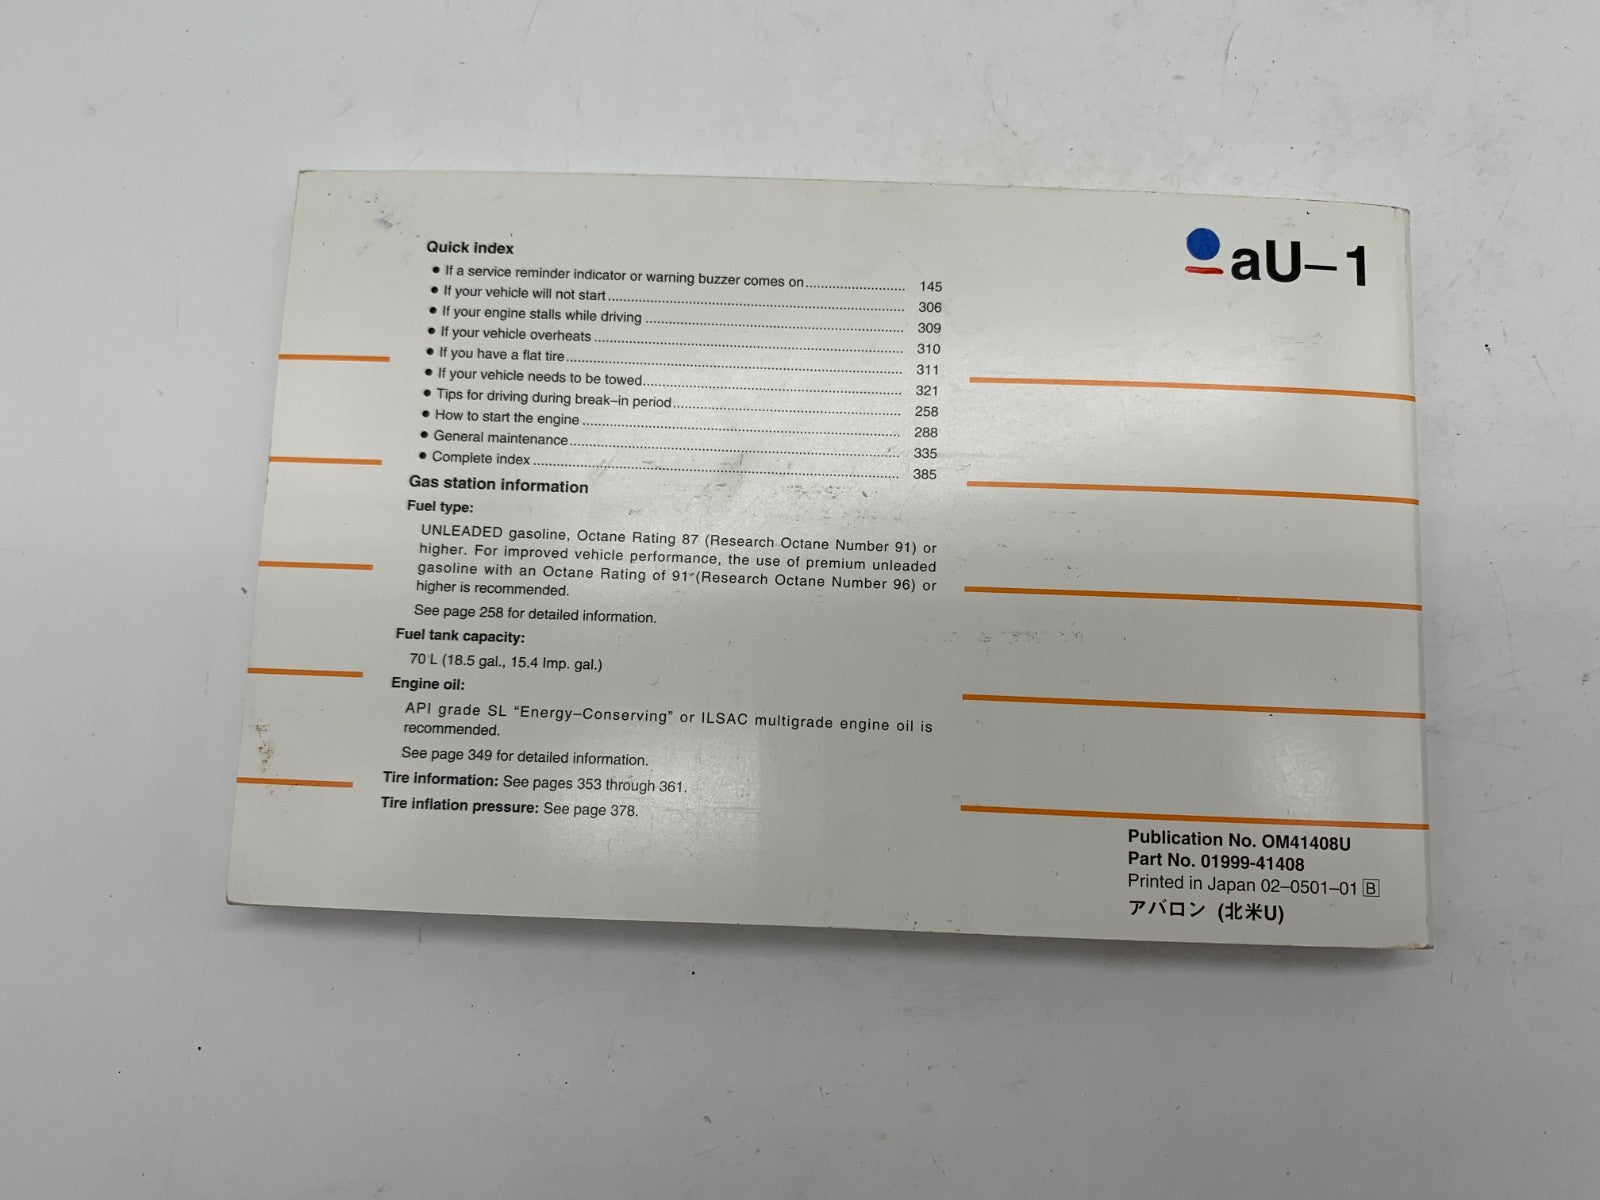 aU–1
Quick index
● If a service reminder indicator or warning buzzer comes on........................ 145
● If your vehicle will not start........................ 306
● If your engine stalls while driving ........................ 309
● If your vehicle overheats ........................ 310
● If you have a flat tire........................ 311
● If your vehicle needs to be towed........................ 321
● Tips for driving during break–in period........................ 258
● How to start the engine ........................ 288
● General maintenance........................ 335
● Complete index ........................ 385
Gas station information
Fuel type:
UNLEADED gasoline, Octane Rating 87 (Research Octane Number 91) or
higher. For improved vehicle performance, the use of premium unleaded
gasoline with an Octane Rating of 91 (Research Octane Number 96) or
higher is recommended.
See page 258 for detailed information.
Fuel tank capacity:
70 L (18.5 gal., 15.4 Imp. gal.)
Engine oil:
API grade SL “Energy–Conserving” or ILSAC multigrade engine oil is
recommended.
See page 349 for detailed information.
Tire information: See pages 353 through 361.
Tire inflation pressure: See page 378.
Publication No. OM41408U
Part No. 01999-41408
Printed in Japan 02–0501–01 B
アバロン (北米U)